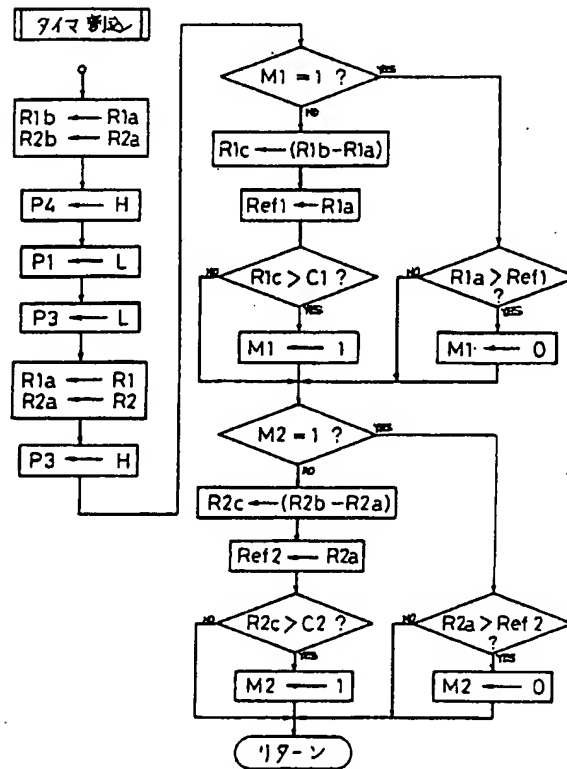 タイマ割込
R1b ← R1a
R2b ← R2a
P4 ← H
P1 ← L
P3 ← L
R1a ← R1
R2a ← R2
P3 ← H
M1 = 1 ?
YES
NO
R1c ← (R1b-R1a)
Ref1 ← R1a
R1c > C1 ?
NO
YES
M1 ← 1
R1a > Ref1
?
NO
YES
M1 ← 0
M2 = 1 ?
YES
NO
R2c ← (R2b-R2a)
Ref2 ← R2a
R2c > C2 ?
NO
YES
M2 ← 1
R2a > Ref2
?
NO
YES
M2 ← 0
リターン